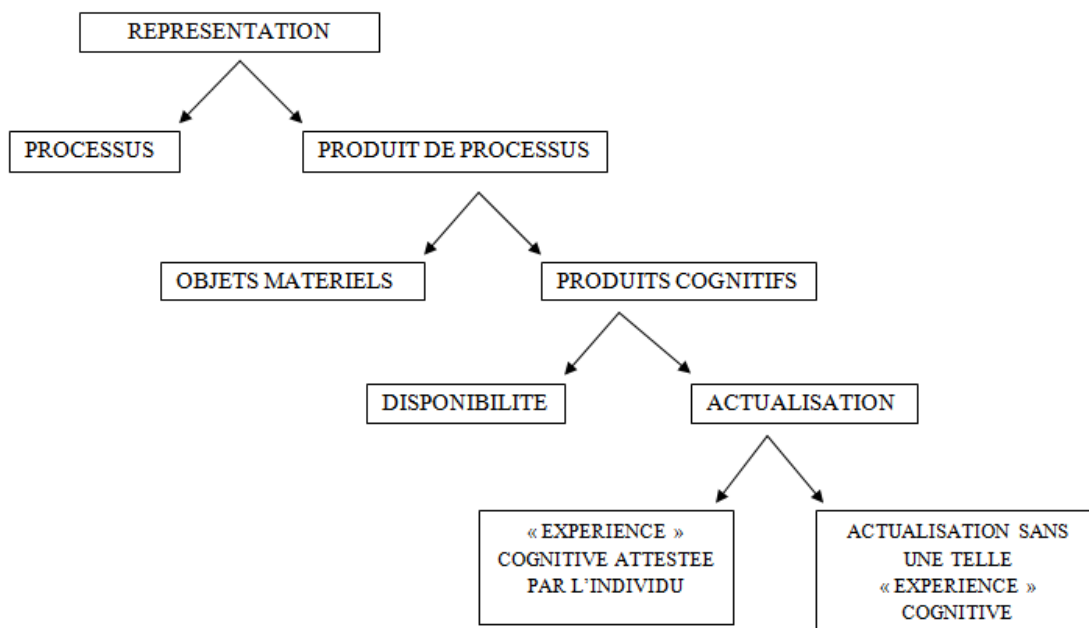 REPRESENTATION
PROCESSUS
PRODUIT DE PROCESSUS
OBJETS MATERIELS
PRODUITS COGNITIFS
DISPONIBILITE
ACTUALISATION
« EXPERIENCE »
COGNITIVE ATTESTEE
PAR L’INDIVIDU
ACTUALISATION SANS
UNE TELLE
« EXPERIENCE »
COGNITIVE